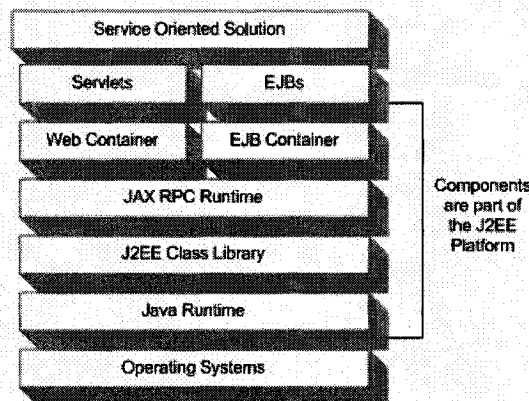 Service Oriented Solution
Servlets
EJBs
Web Container
EJB Container
JAX RPC Runtime
J2EE Class Library
Java Runtime
Operating Systems
Components
are part of
the J2EE
Platform